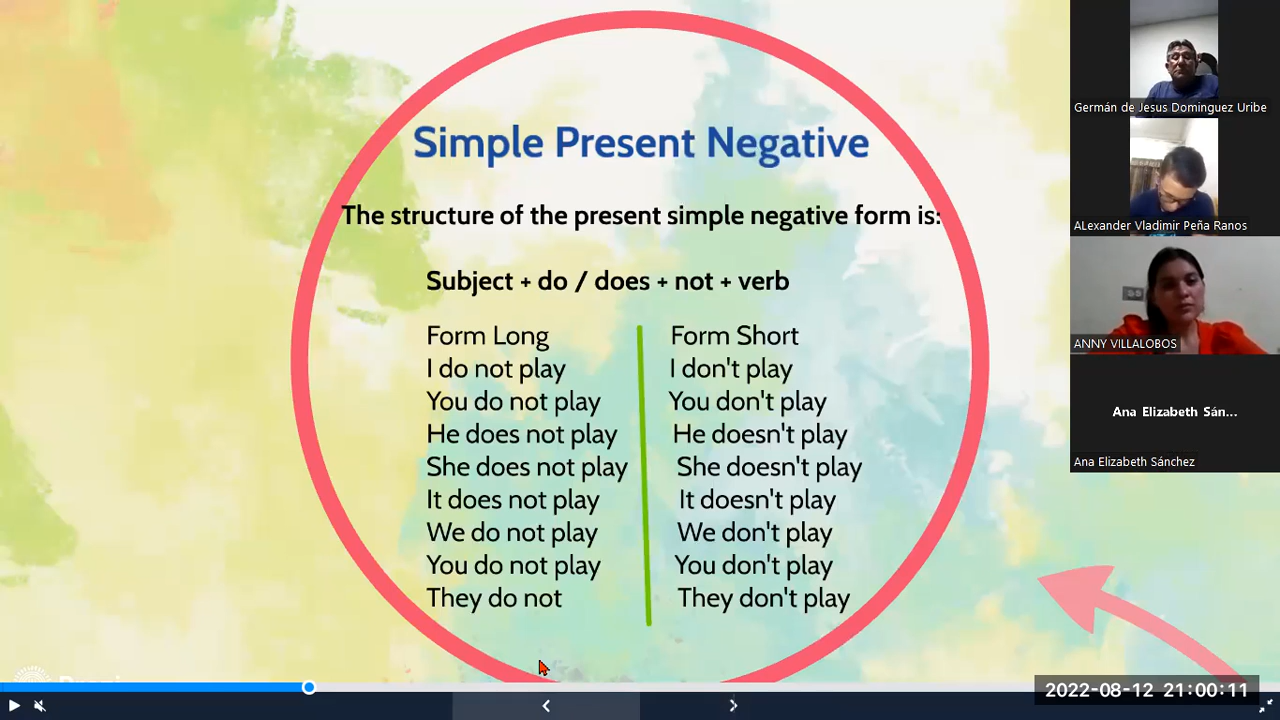 Simple Present Negative
The structure of the present simple negative form is:
Subject + do / does + not + verb
Form Long
I do not play
You do not play
He does not play
She does not play
It does not play
We do not play
You do not play
They do not
Form Short
I don't play
You don't play
He doesn't play
She doesn't play
It doesn't play
We don't play
You don't play
They don't play
Germán de Jesus Dominguez Uribe
ALexander Vladimir Peña Ranos
ANNY VILLALOBOS
Ana Elizabeth Sán...
Ana Elizabeth Sánchez
2022-08-12 21:00:11